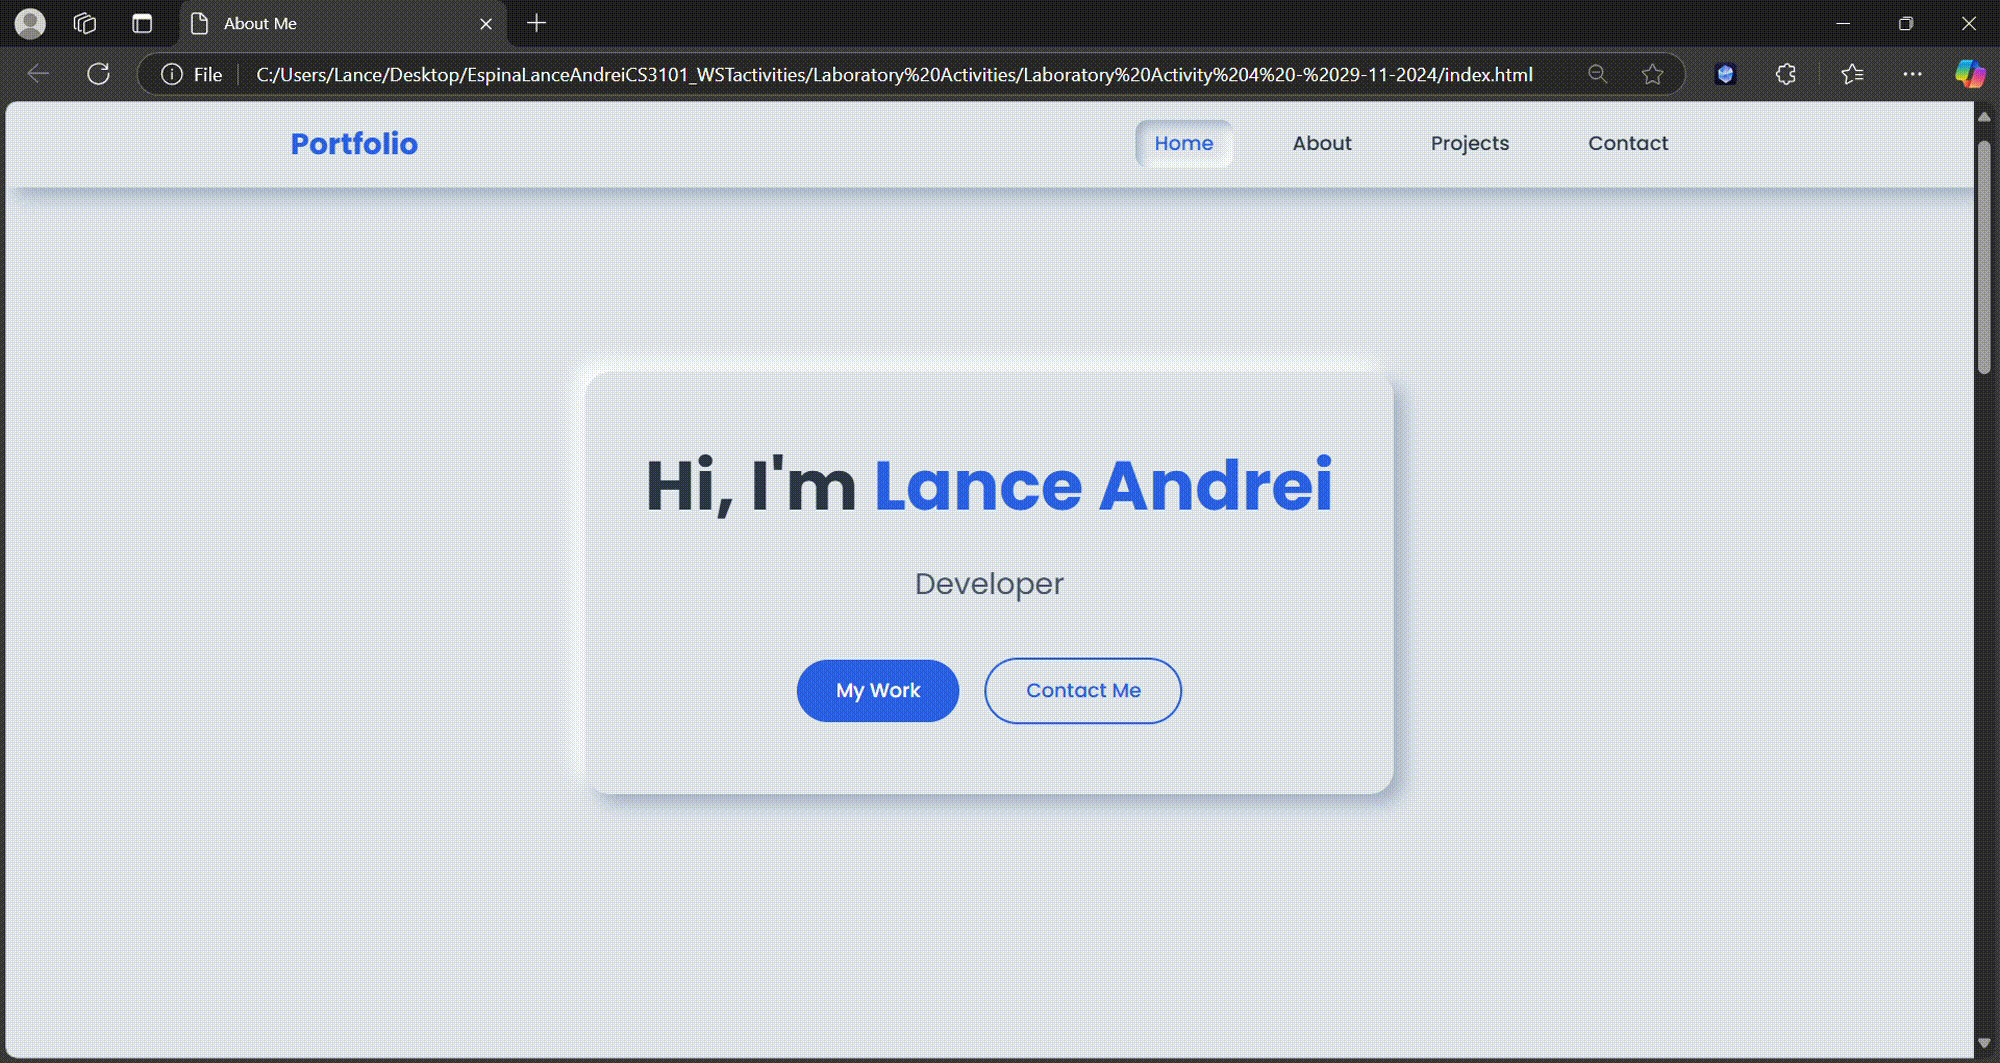 About Me
File C:/Users/Lance/Desktop/EspinaLanceAndreiCS3101_WSTactivities/Laboratory%20Activities/Laboratory%20Activity%204%20-%2029-11-2024/index.html
Portfolio Home About Projects Contact
Hi, I'm Lance Andrei
Developer
My Work Contact Me